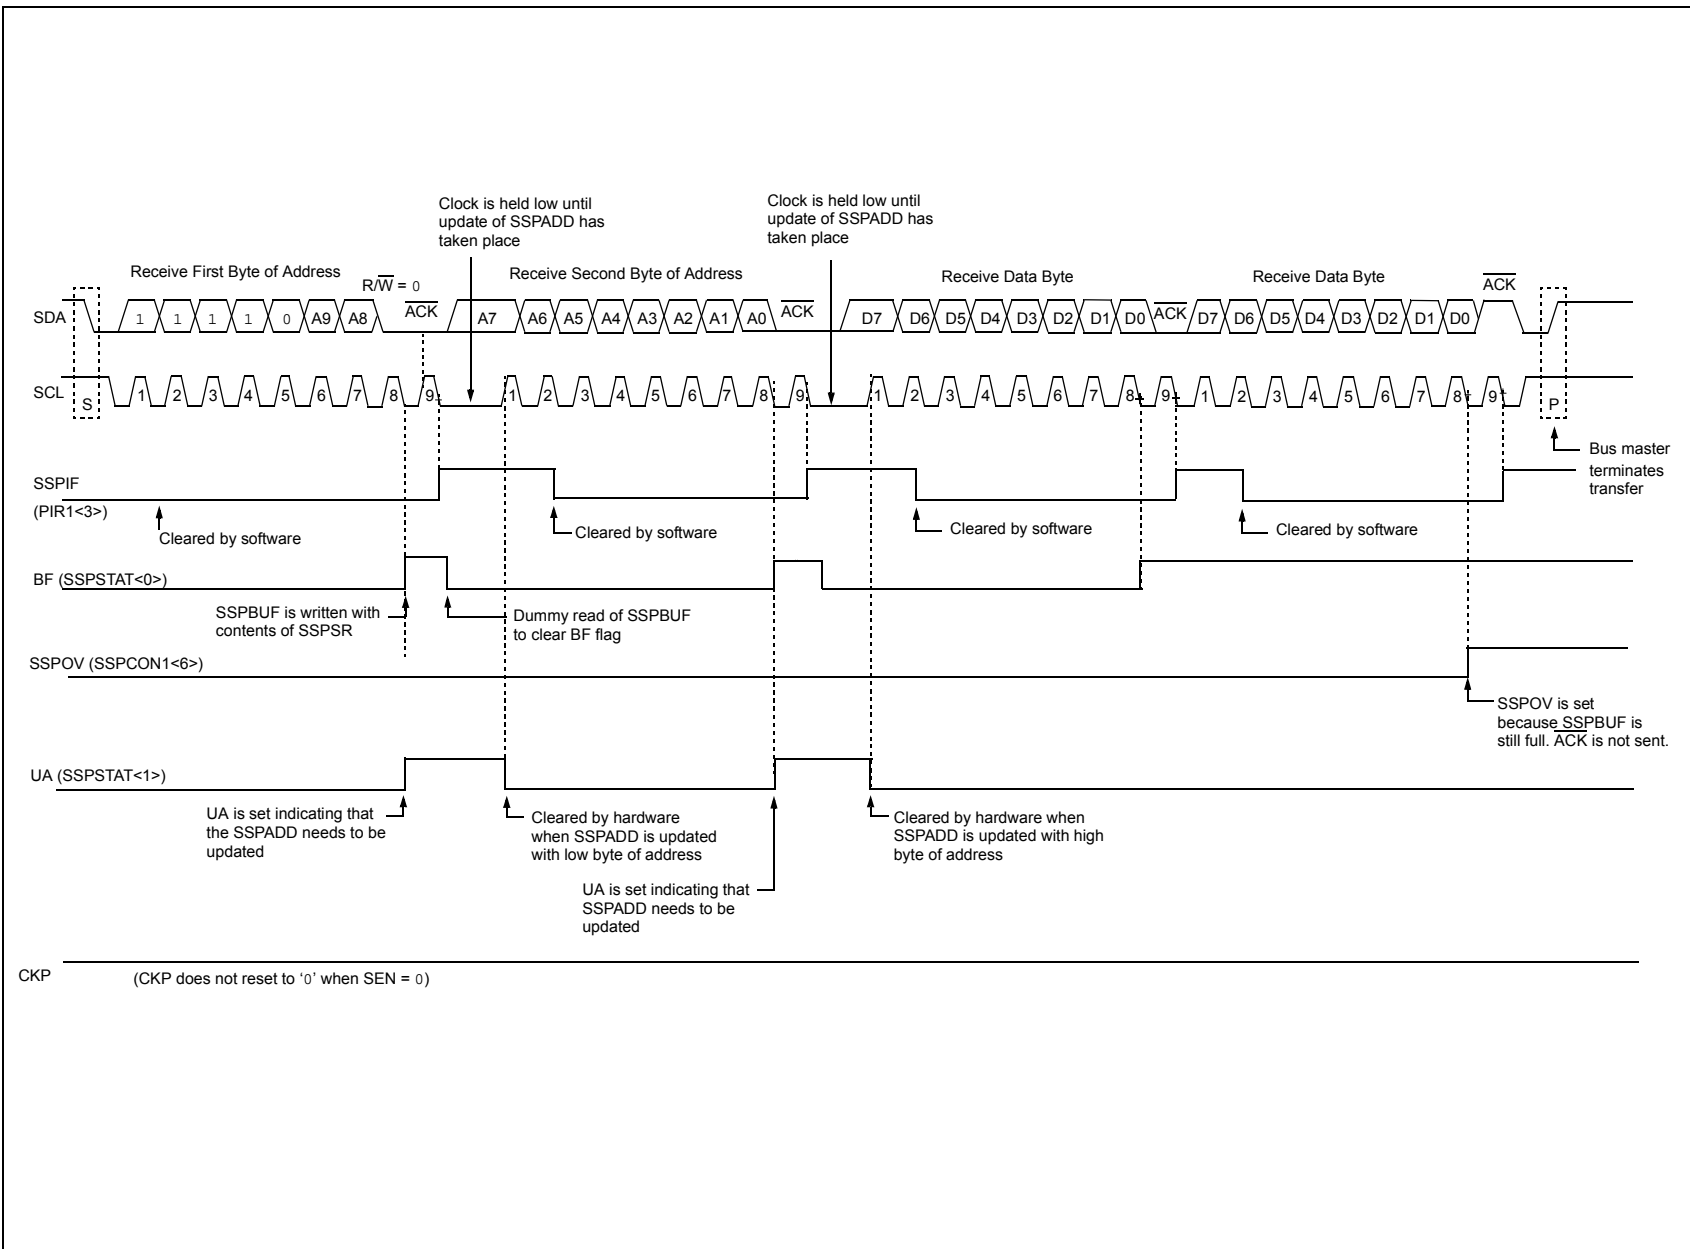 Clock is held low until
update of SSPADD has
taken place
Clock is held low until
update of SSPADD has
taken place
Receive First Byte of Address
R/W = 0
ACK
Receive Second Byte of Address
ACK
Receive Data Byte
ACK
Receive Data Byte
ACK
SDA
1 1 1 1 0 A9 A8
A7 A6 A5 A4 A3 A2 A1 A0
D7 D6 D5 D4 D3 D2 D1 D0
D7 D6 D5 D4 D3 D2 D1 D0
SCL
S
1 2 3 4 5 6 7 8 9
1 2 3 4 5 6 7 8 9
1 2 3 4 5 6 7 8 9
1 2 3 4 5 6 7 8 9
P
Bus master
terminates
transfer
SSPIF
(PIR1<3>)
Cleared by software
Cleared by software
Cleared by software
Cleared by software
BF (SSPSTAT<0>)
SSPBUF is written with
contents of SSPSR
Dummy read of SSPBUF
to clear BF flag
SSPOV (SSPCON1<6>)
SSPOV is set
because SSPBUF is
still full. ACK is not sent.
UA (SSPSTAT<1>)
UA is set indicating that
the SSPADD needs to be
updated
Cleared by hardware
when SSPADD is updated
with low byte of address
UA is set indicating that
SSPADD needs to be
updated
Cleared by hardware when
SSPADD is updated with high
byte of address
CKP
(CKP does not reset to ‘0’ when SEN = 0)